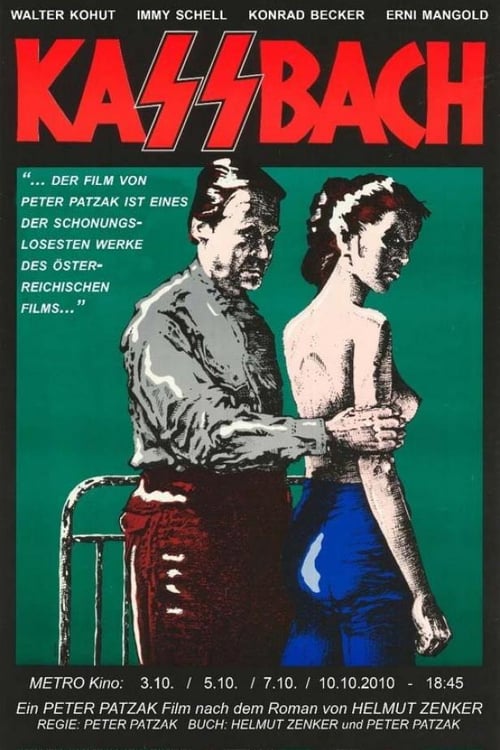 WALTER KOHUT IMMY SCHELL KONRAD BECKER ERNI MANGOLD
KASSBACH
“... DER FILM VON
PETER PATZAK IST EINES
DER SCHONUNGS-
LOSESTEN WERKE
DES ÖSTER-
REICHISCHEN
FILMS...”
METRO Kino: 3.10. / 5.10. / 7.10. / 10.10.2010 - 18:45
Ein PETER PATZAK Film nach dem Roman von HELMUT ZENKER
REGIE: PETER PATZAK BUCH: HELMUT ZENKER und PETER PATZAK